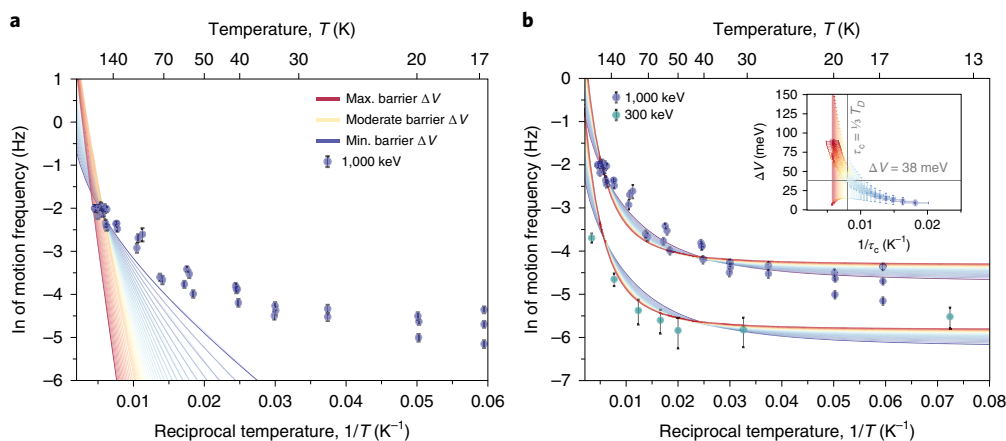 a
Temperature, T (K)
140 70 50 40 30 20 17
1
0
−1
−2
−3
−4
−5
−6
ln of motion frequency (Hz)
Max. barrier ΔV
Moderate barrier ΔV
Min. barrier ΔV
1,000 keV
0.01 0.02 0.03 0.04 0.05 0.06
Reciprocal temperature, 1/T (K⁻¹)
b
Temperature, T (K)
140 70 50 40 30 20 17 13
0
−1
−2
−3
−4
−5
−6
−7
ln of motion frequency (Hz)
1,000 keV
300 keV
150
125
100
75
50
25
0
ΔV (meV)
τc = ⅓ TD
ΔV = 38 meV
0.01 0.02
1/τc (K⁻¹)
0.01 0.02 0.03 0.04 0.05 0.06 0.07 0.08
Reciprocal temperature, 1/T (K⁻¹)